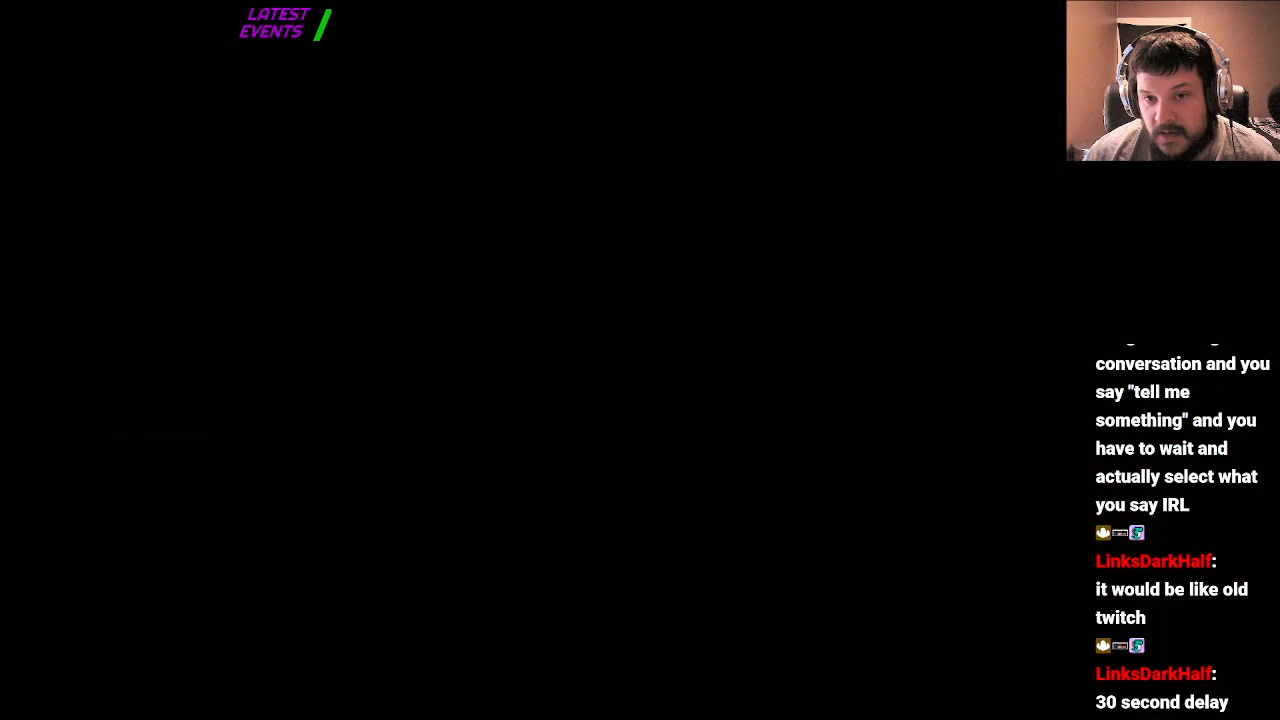 LATEST
EVENTS
conversation and you
say "tell me
something" and you
have to wait and
actually select what
you say IRL
LinksDarkHalf:
it would be like old
twitch
LinksDarkHalf:
30 second delay